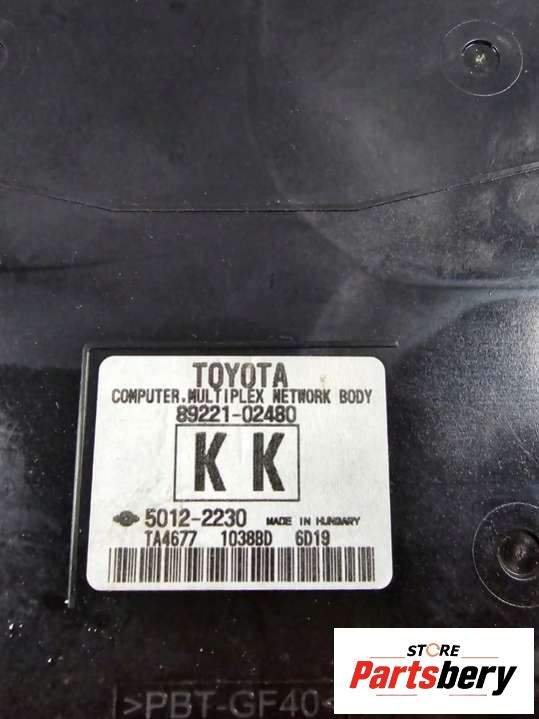 TOYOTA
COMPUTER.MULTIPLEX NETWORK BODY
89221-02480
K K
5012-2230 MADE IN HUNGARY
TA4677 1038BD 6D19
STORE
Partsbery
>PBT-GF40<